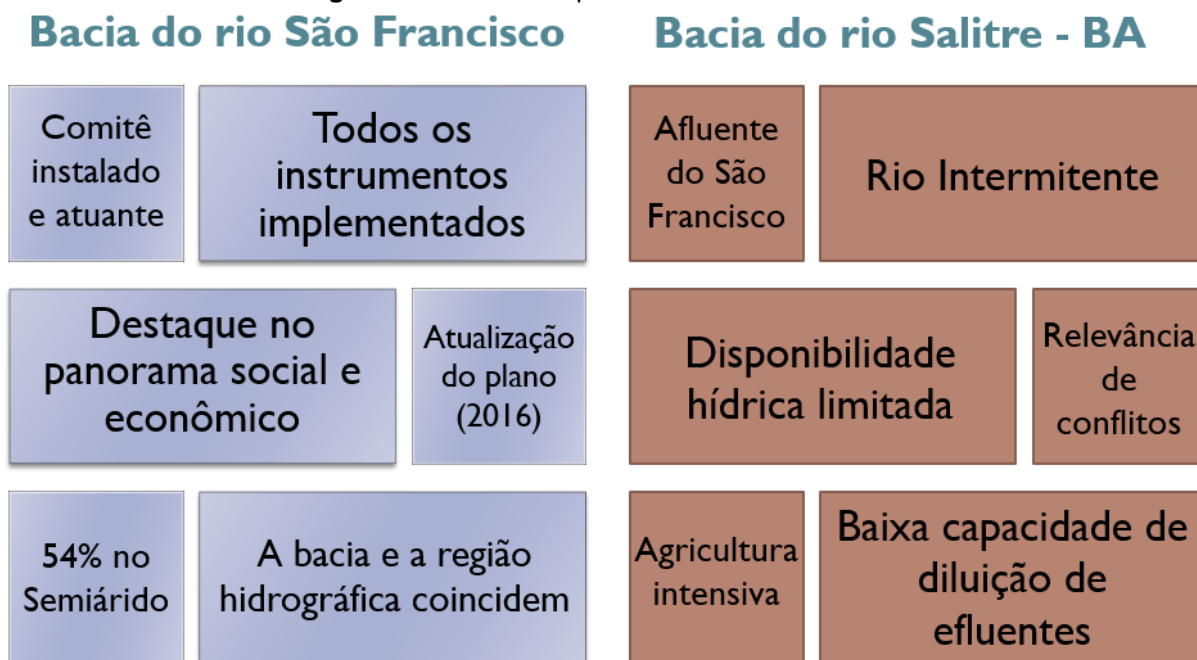 Bacia do rio São Francisco
Bacia do rio Salitre - BA
Comitê
instalado
e atuante
Todos os
instrumentos
implementados
Destaque no
panorama social e
econômico
Atualização
do plano
(2016)
54% no
Semiárido
A bacia e a região
hidrográfica coincidem
Afluente
do São
Francisco
Rio Intermitente
Disponibilidade
hídrica limitada
Relevância
de
conflitos
Agricultura
intensiva
Baixa capacidade de
diluição de
efluentes